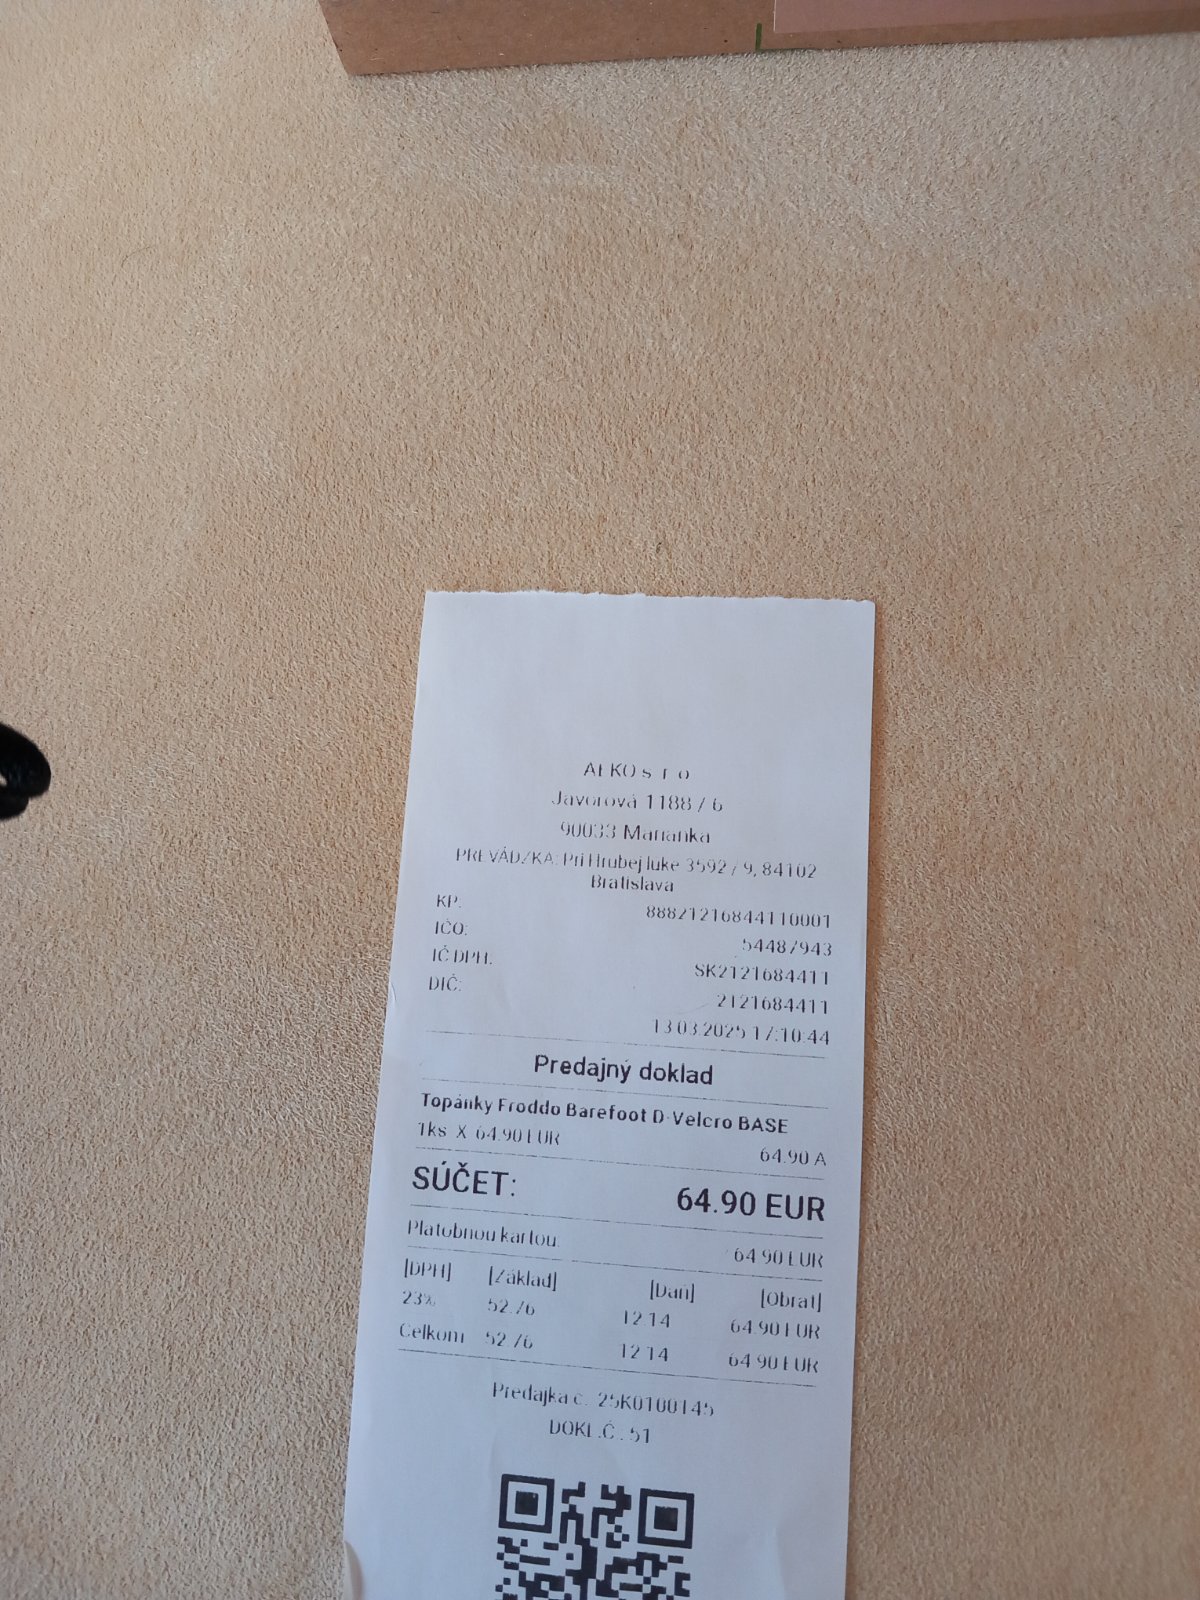 Javorová 1188 / 6
90033 Marianka
PREVÁDZKA: Pri Hrubej lúke 3592 / 9, 84102
Bratislava
KP: 88821216844110001
IČO: 54487943
IČ DPH: SK2121684411
DIČ: 2121684411
13.03.2025 17:10:44
Predajný doklad
Topánky Froddo Barefoot D-Velcro BASE
1ks X 64.90 EUR 64.90 A
SÚČET: 64.90 EUR
Platobnou kartou: 64.90 EUR
[DPH] [Základ] [Daň] [Obrat]
23% 52.76 12.14 64.90 EUR
Celkom 52.76 12.14 64.90 EUR
Predajka č. 25K0100145
DOKL.Č.: 51